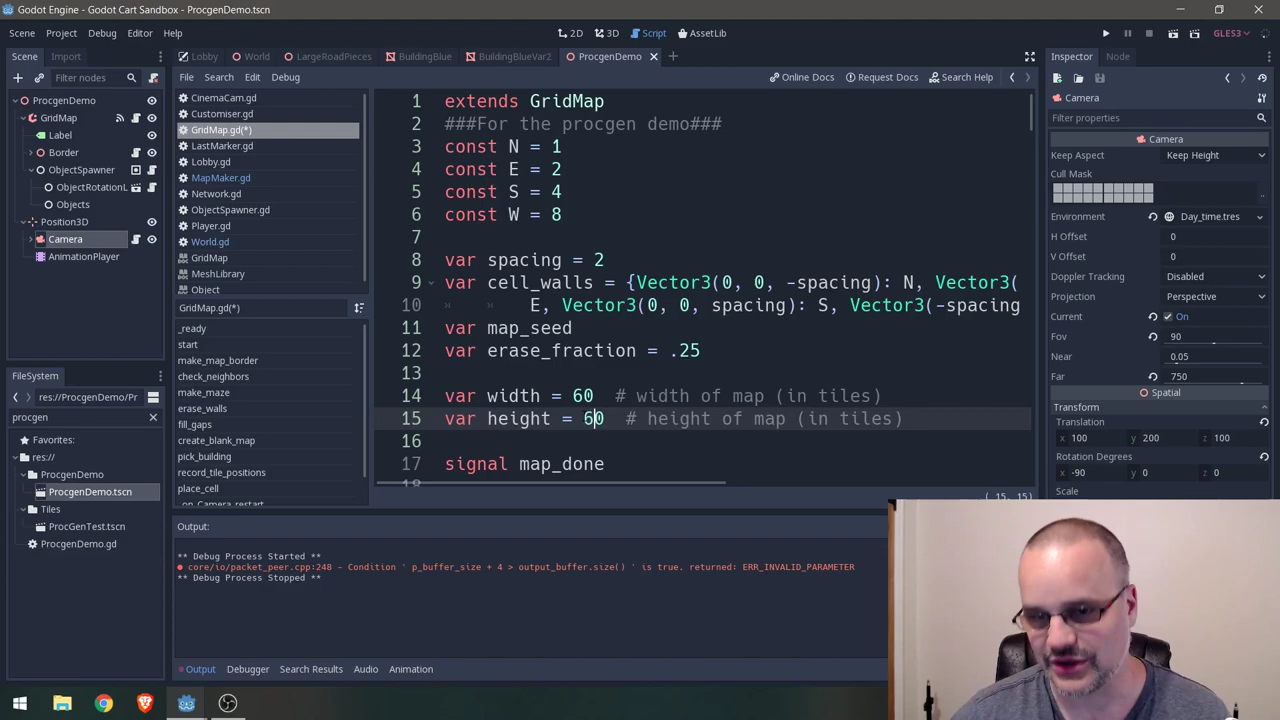 Godot Engine - Godot Cart Sandbox - ProcgenDemo.tscn
Scene Project Debug Editor Help
2D 3D Script AssetLib
GLES3
Scene Import
Filter nodes
ProcgenDemo
GridMap
Label
Border
ObjectSpawner
ObjectRotationL
Objects
Position3D
Camera
AnimationPlayer
FileSystem
res://ProcgenDemo/Pr
procgen
Favorites:
res://
ProcgenDemo
ProcgenDemo.tscn
Tiles
ProcGenTest.tscn
ProcgenDemo.gd
Lobby World LargeRoadPieces BuildingBlue BuildingBlueVar2 ProcgenDemo
File Search Edit Debug
Online Docs Request Docs Search Help
CinemaCam.gd
Customiser.gd
GridMap.gd(*)
LastMarker.gd
Lobby.gd
MapMaker.gd
Network.gd
ObjectSpawner.gd
Player.gd
World.gd
GridMap
MeshLibrary
Object
GridMap.gd(*)
_ready
start
make_map_border
check_neighbors
make_maze
erase_walls
fill_gaps
create_blank_map
pick_building
record_tile_positions
place_cell
_on_Camera_restart
1 extends GridMap
2 ###For the procgen demo###
3 const N = 1
4 const E = 2
5 const S = 4
6 const W = 8
7
8 var spacing = 2
9 var cell_walls = {Vector3(0, 0, -spacing): N, Vector3(
10 E, Vector3(0, 0, spacing): S, Vector3(-spacing
11 var map_seed
12 var erase_fraction = .25
13
14 var width = 60 # width of map (in tiles)
15 var height = 60 # height of map (in tiles)
16
17 signal map_done
( 15, 15)
Output:
** Debug Process Started **
core/io/packet_peer.cpp:248 - Condition ' p_buffer_size + 4 > output_buffer.size() ' is true. returned: ERR_INVALID_PARAMETER
** Debug Process Stopped **
Output Debugger Search Results Audio Animation
Inspector Node
Camera
Filter properties
Camera
Keep Aspect Keep Height
Cull Mask
Environment Day_time.tres
H Offset 0
V Offset 0
Doppler Tracking Disabled
Projection Perspective
Current On
Fov 90
Near 0.05
Far 750
Spatial
Transform
Translation
x 100 y 200 z 100
Rotation Degrees
x -90 y 0 z 0
Scale